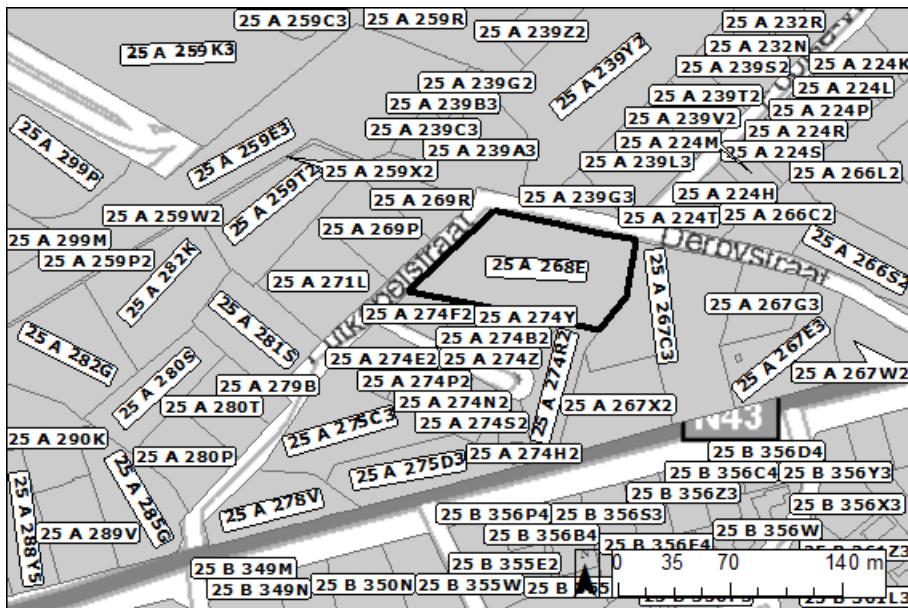 25 A 259C3
25 A 259R
25 A 232R
25 A 239Z2
25 A 232N
25 A 259K3
25 A 239Y2
25 A 239S2
25 A 224K
25 A 239G2
25 A 224L
25 A 239T2
25 A 239B3
25 A 224P
25 A 239V2
25 A 239C3
25 A 224R
25 A 299P
25 A 259E3
25 A 239A3
25 A 224M
25 A 224S
25 A 239L3
25 A 259X2
25 A 266L2
25 A 259T2
25 A 269R
25 A 239G3
25 A 224H
25 A 259W2
25 A 224T
25 A 266C2
25 A 269P
25 A 299M
Derbystraat
25 A 266S2
25 A 259P2
25 A 282K
25 A 268E
25 A 271L
25 A 267C3
25 A 267G3
25 A 274F2
25 A 274Y
25 A 281S
25 A 274B2
25 A 282G
25 A 274E2
25 A 274Z
25 A 267E3
25 A 267W2
25 A 280S
25 A 279B
25 A 274P2
25 A 274R2
25 A 280T
25 A 274N2
25 A 267X2
N43
25 A 274S2
25 A 275C3
25 A 290K
25 A 280P
25 A 274H2
25 B 356D4
25 A 275D3
25 B 356C4
25 B 356Y3
25 A 285G
25 A 288Y5
25 B 356Z3
25 A 278V
25 B 356X3
25 B 356P4
25 B 356S3
25 A 289V
25 B 356B4
25 B 356W
25 B 356E4
25 B 355E2
25 B 349M
25 B 349N
25 B 350N
25 B 355W
0 35 70 140 m